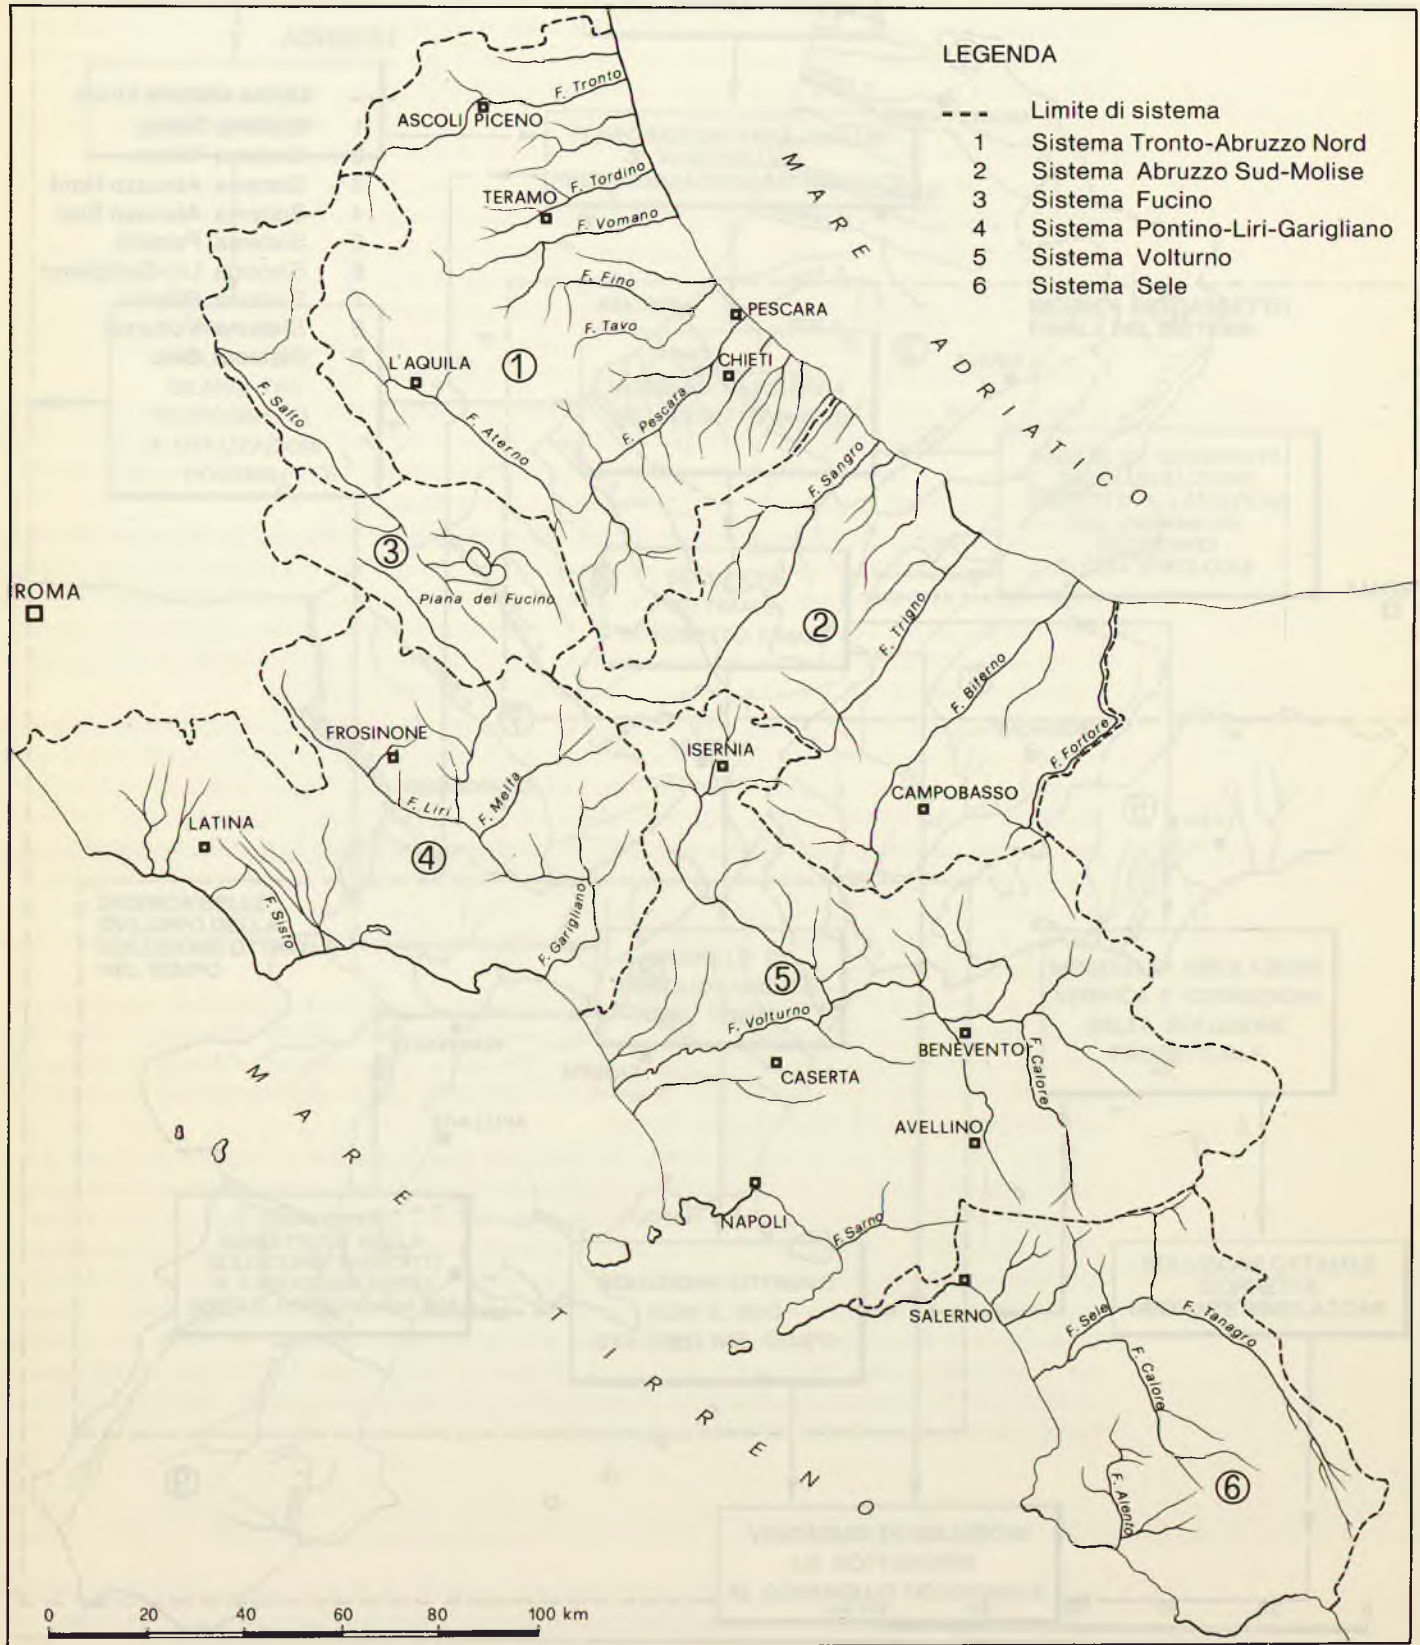 LEGENDA
Limite di sistema
1 Sistema Tronto-Abruzzo Nord
2 Sistema Abruzzo Sud-Molise
3 Sistema Fucino
4 Sistema Pontino-Liri-Garigliano
5 Sistema Volturno
6 Sistema Sele
F. Tronto
ASCOLI PICENO
MARE ADRIATICO
F. Tordino
TERAMO
F. Vomano
F. Fino
PESCARA
F. Tavo
L'AQUILA
1
CHIETI
F. Salto
F. Aterno
F. Pescara
F. Sangro
3
ROMA
Piana del Fucino
2
F. Trigno
F. Biferno
FROSINONE
ISERNIA
F. Fortore
F. Liri
F. Melfa
CAMPOBASSO
LATINA
4
F. Sisto
F. Garigliano
5
F. Volturno
BENEVENTO
F. Calore
CASERTA
MARE TIRRENO
AVELLINO
NAPOLI
F. Sarno
SALERNO
F. Sele
F. Tanagro
F. Calore
6
F. Alento
0 20 40 60 80 100 km